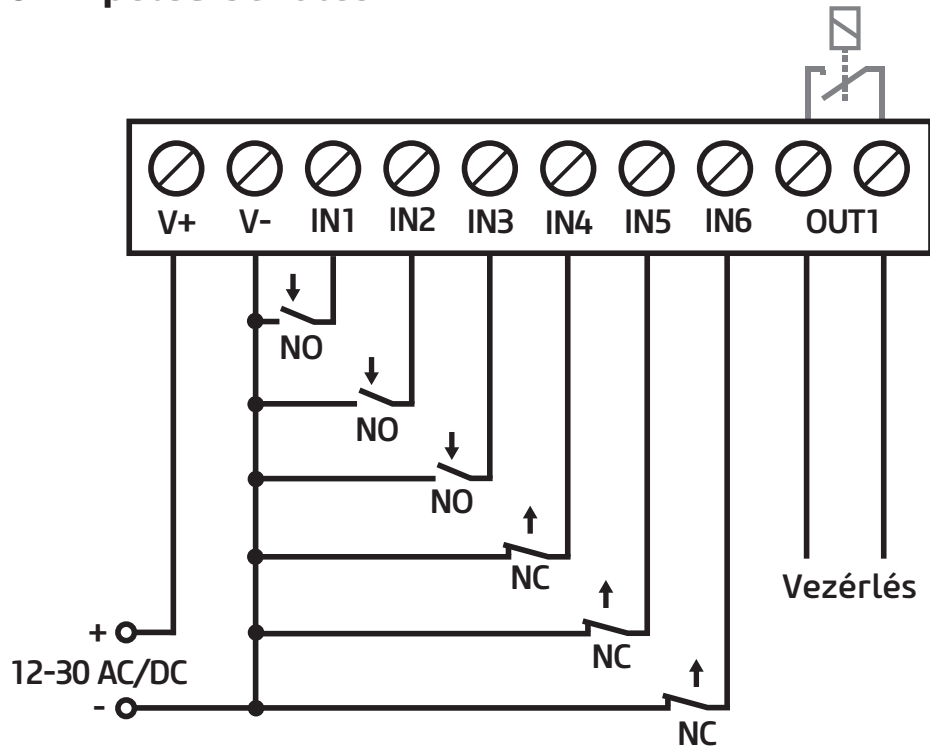 V+ V- IN1 IN2 IN3 IN4 IN5 IN6 OUT1
NO
NO
NO
NC
NC
NC
Vezérlés
+
12-30 AC/DC
-